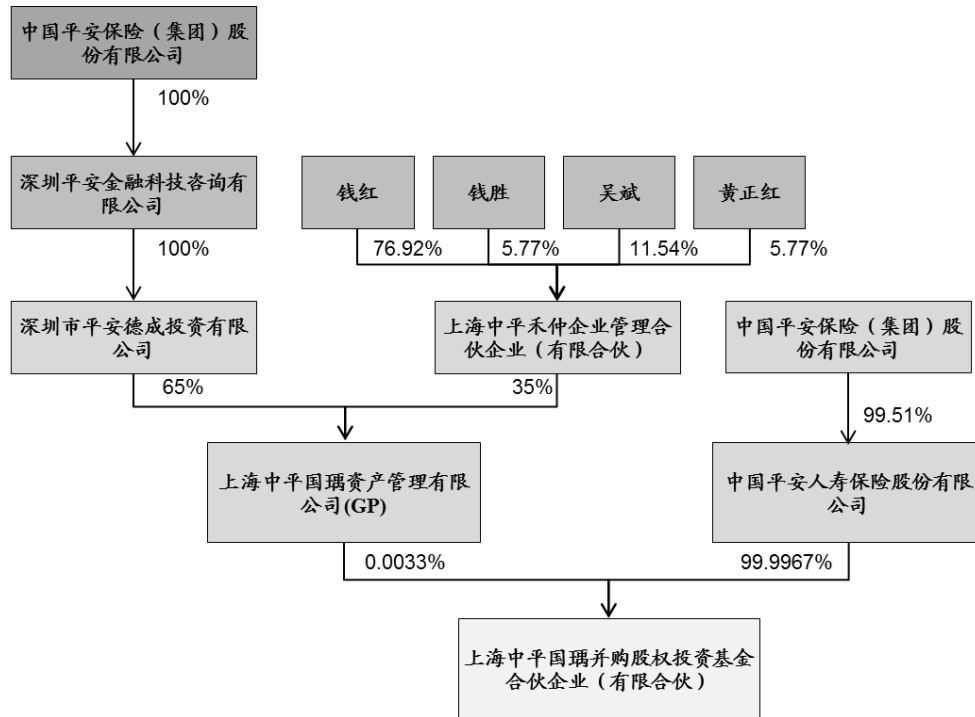 中国平安保险（集团）股
份有限公司
100%
深圳平安金融科技咨询有
限公司
钱红
钱胜
吴斌
黄正红
100%
76.92%
5.77%
11.54%
5.77%
深圳市平安德成投资有限
公司
上海中平禾仲企业管理合
伙企业（有限合伙）
中国平安保险（集团）股
份有限公司
65%
35%
99.51%
上海中平国瑀资产管理有限
公司(GP)
中国平安人寿保险股份有限
公司
0.0033%
99.9967%
上海中平国瑀并购股权投资基金
合伙企业（有限合伙）